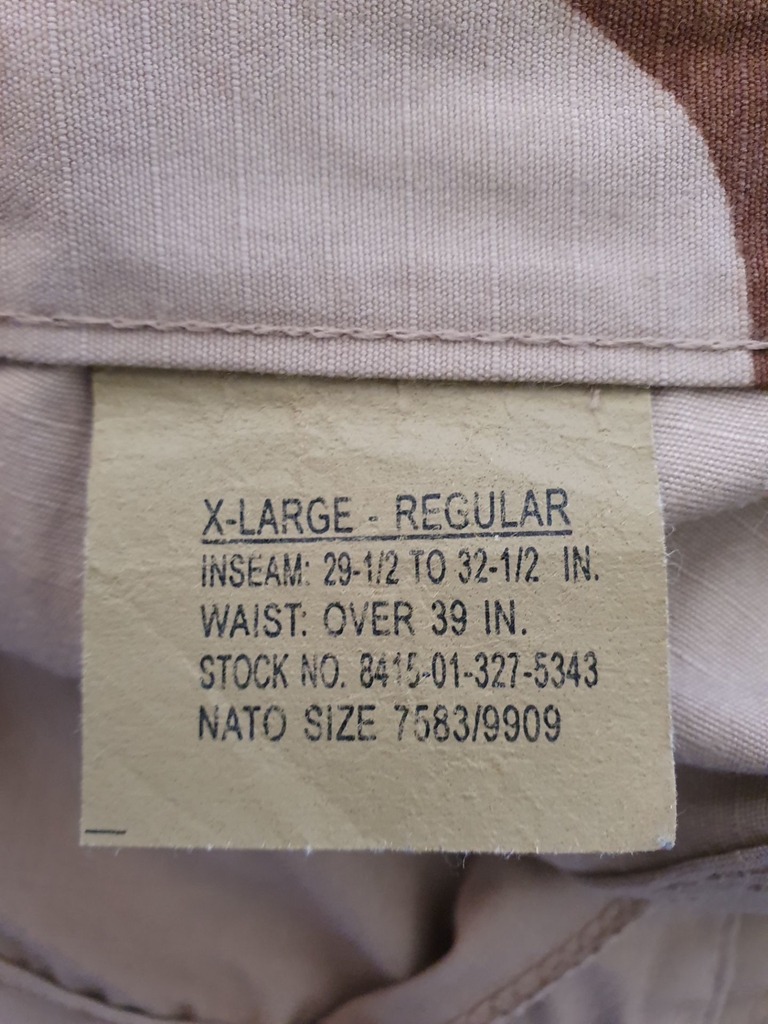 X-LARGE - REGULAR
INSEAM: 29-1/2 TO 32-1/2 IN.
WAIST: OVER 39 IN.
STOCK NO. 8415-01-327-5343
NATO SIZE 7583/9909